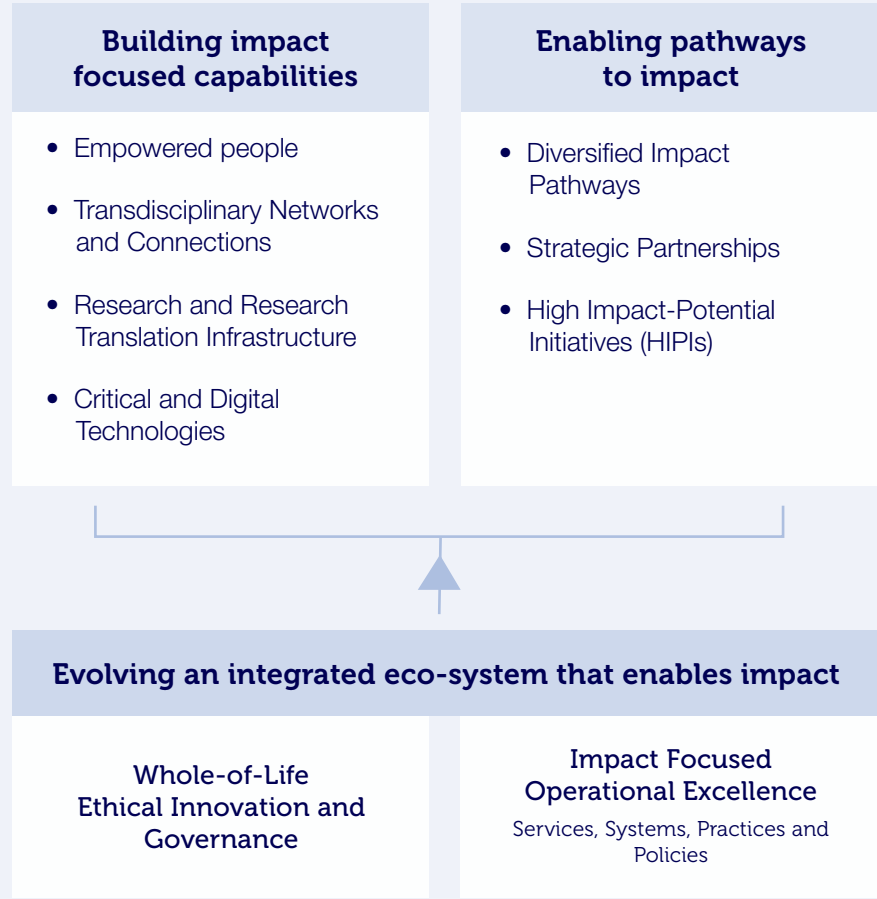 Building impact
focused capabilities
• Empowered people
• Transdisciplinary Networks
and Connections
• Research and Research
Translation Infrastructure
• Critical and Digital
Technologies
Enabling pathways
to impact
• Diversified Impact
Pathways
• Strategic Partnerships
• High Impact-Potential
Initiatives (HIPIs)
Evolving an integrated eco-system that enables impact
Whole-of-Life
Ethical Innovation and
Governance
Impact Focused
Operational Excellence
Services, Systems, Practices and
Policies